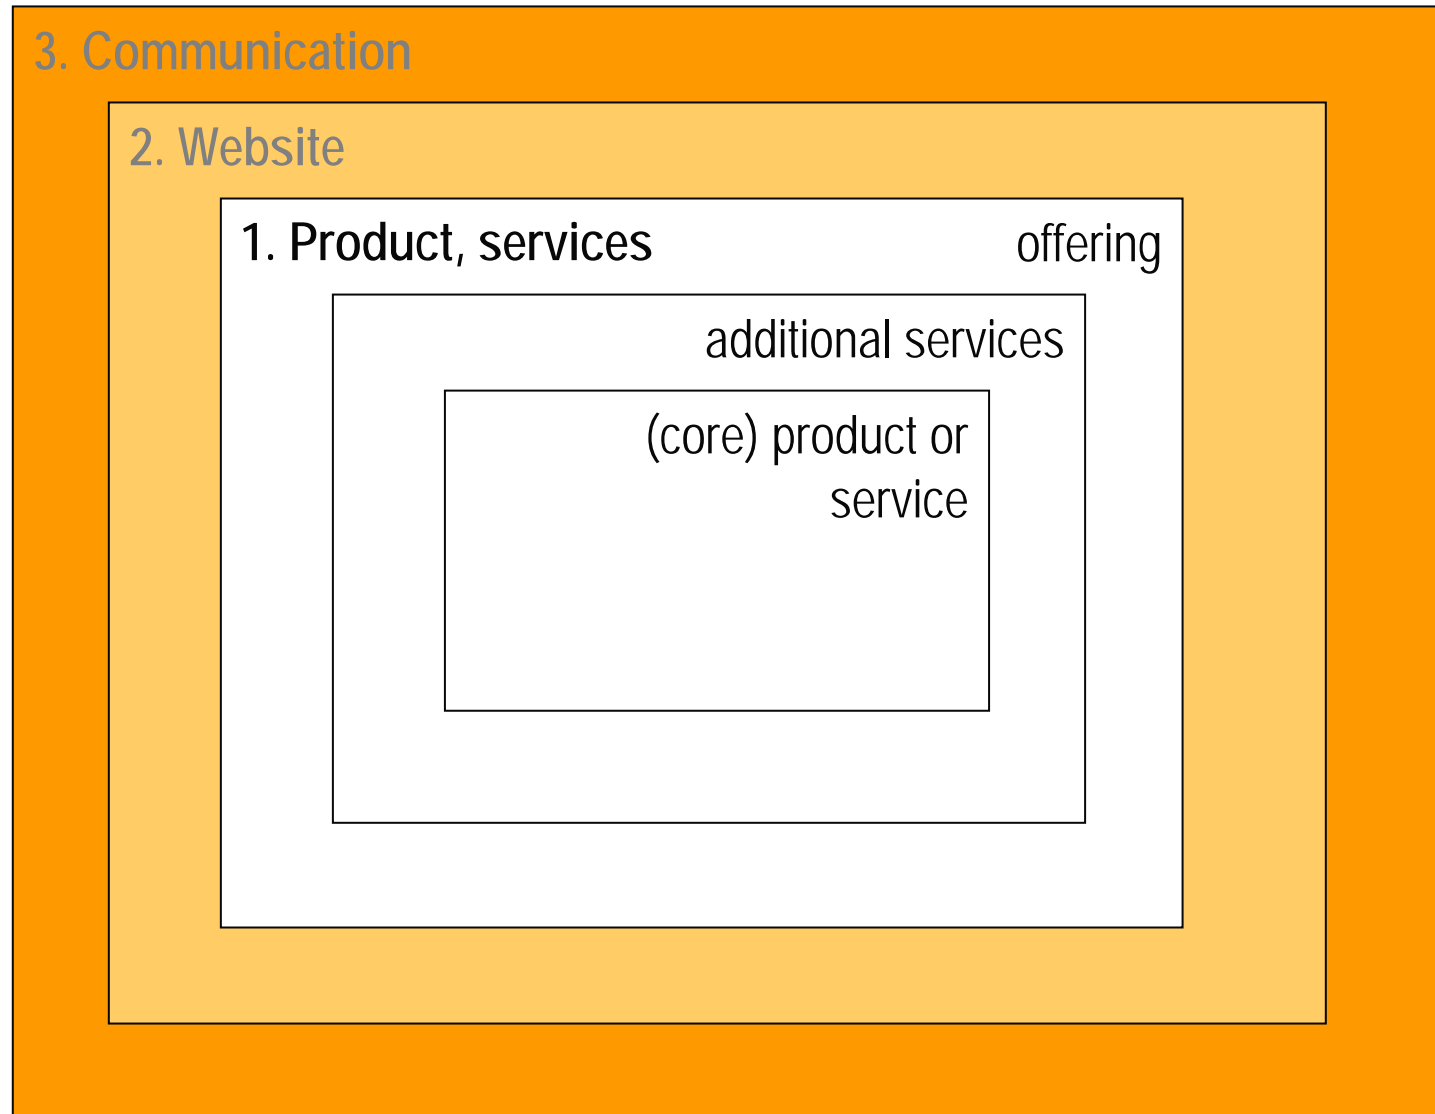 3. Communication
2. Website
1. Product, services
offering
additional services
(core) product or
service